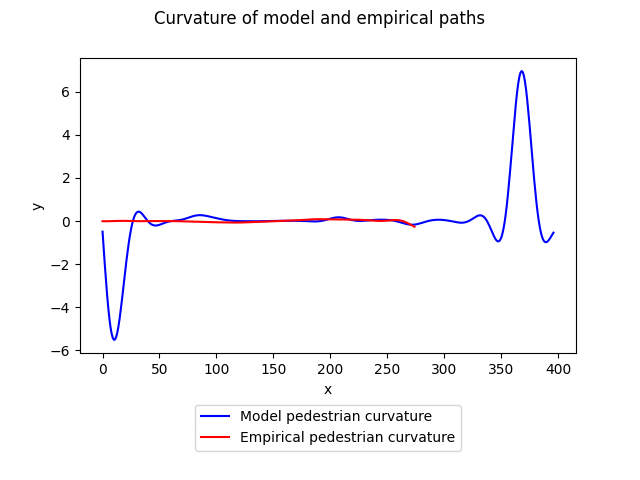 Curvature of model and empirical paths
y
6
4
2
0
−2
−4
−6
0 50 100 150 200 250 300 350 400
x
Model pedestrian curvature
Empirical pedestrian curvature